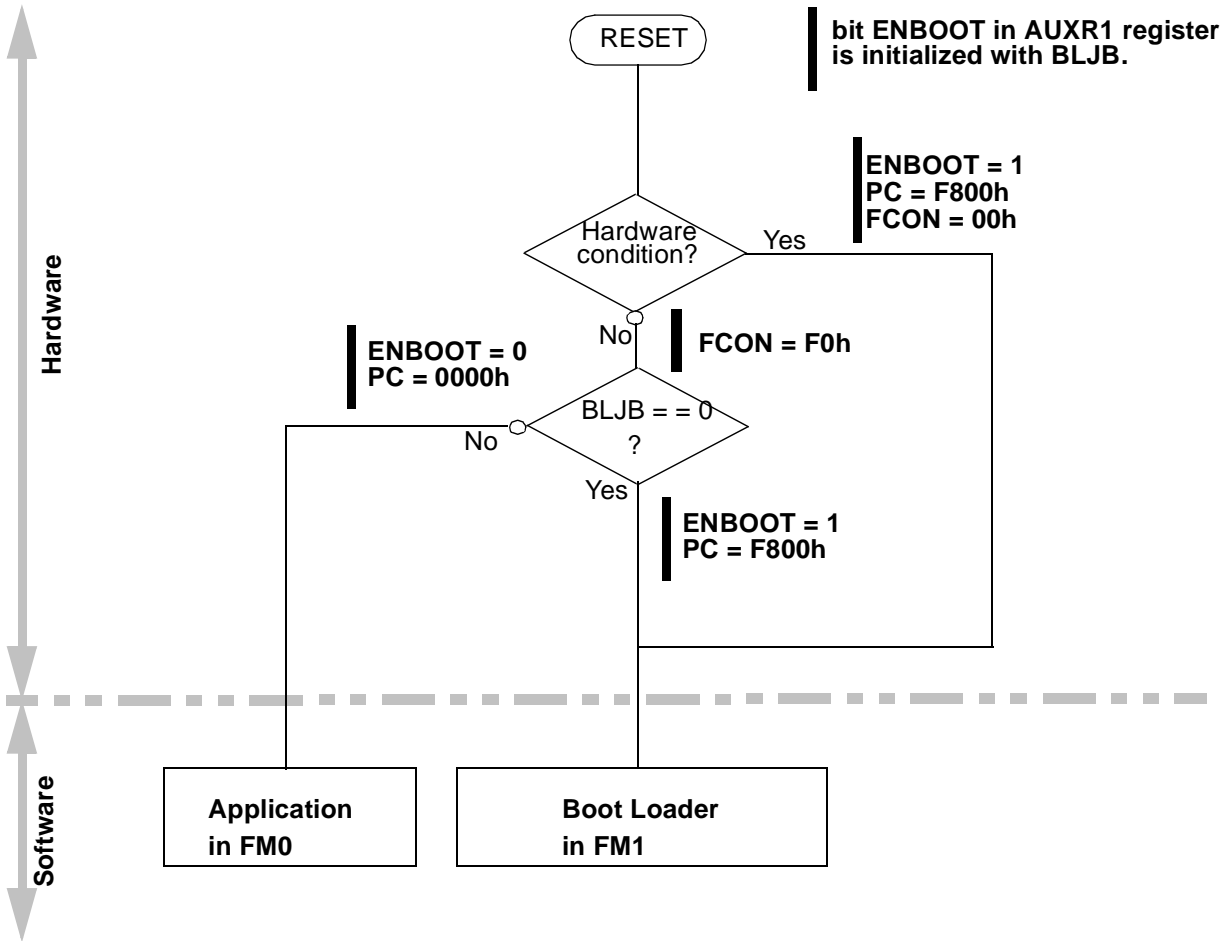 RESET
bit ENBOOT in AUXR1 register
is initialized with BLJB.
ENBOOT = 1
PC = F800h
FCON = 00h
Hardware
condition?
Yes
Hardware
No
FCON = F0h
ENBOOT = 0
PC = 0000h
BLJB = = 0
?
No
Yes
ENBOOT = 1
PC = F800h
Software
Application
in FM0
Boot Loader
in FM1